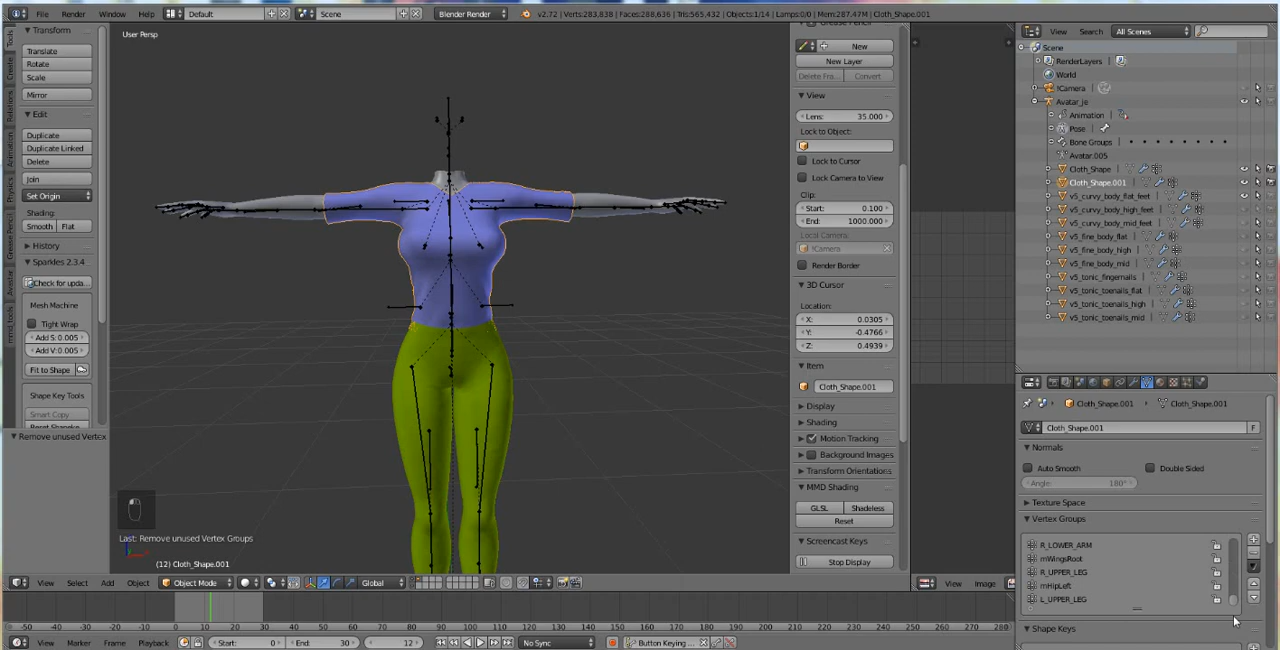 File Render Window Help Default Scene Blender Render v2.72 | Verts:283,838 | Faces:288,636 | Tris:565,432 | Objects:1/14 | Lamps:0/0 | Mem:287.47M | Cloth_Shape.001
Tools
Create
Relations
Animation
Physics
Grease Pencil
Avastar
mmd_tools
Transform
Translate
Rotate
Scale
Mirror
Edit
Duplicate
Duplicate Linked
Delete
Join
Set Origin
Shading:
Smooth Flat
History
Sparkles 2.3.4
Check for upda...
Mesh Machine
Tight Wrap
Add S: 0.005
Add V: 0.005
Fit to Shape
Shape Key Tools
Smart Copy
Remove unused Vertex
User Persp
Last: Remove unused Vertex Groups
(12) Cloth_Shape.001
New
New Layer
Delete Fra... Convert
View
Lens: 35.000
Lock to Object:
Lock to Cursor
Lock Camera to View
Clip:
Start: 0.100
End: 1000.000
Local Camera:
!Camera
Render Border
3D Cursor
Location:
X: 0.0305
Y: -0.4766
Z: 0.4939
Item
Cloth_Shape.001
Display
Shading
Motion Tracking
Background Images
Transform Orientations
MMD Shading
GLSL Shadeless
Reset
Screencast Keys
Stop Display
View Search All Scenes
Scene
RenderLayers
World
!Camera
Avatar_je
Animation
Pose
Bone Groups
Avatar.005
Cloth_Shape
Cloth_Shape.001
v5_curvy_body_flat_feet
v5_curvy_body_high_feet
v5_curvy_body_mid_feet
v5_fine_body_flat
v5_fine_body_high
v5_fine_body_mid
v5_tonic_fingernails
v5_tonic_toenails_flat
v5_tonic_toenails_high
v5_tonic_toenails_mid
Cloth_Shape.001 Cloth_Shape.001
Cloth_Shape.001 F
Normals
Auto Smooth Double Sided
Angle: 180°
Texture Space
Vertex Groups
R_LOWER_ARM
mWingsRoot
R_UPPER_LEG
mHipLeft
L_UPPER_LEG
Shape Keys
View Select Add Object Object Mode Global
View Image
-50 -40 -30 -20 -10 0 10 20 30 40 50 60 70 80 90 100 110 120 130 140 150 160 170 180 190 200 210 220 230 240 250 260 270 280
View Marker Frame Playback Start: 0 End: 30 12 No Sync Button Keying ...